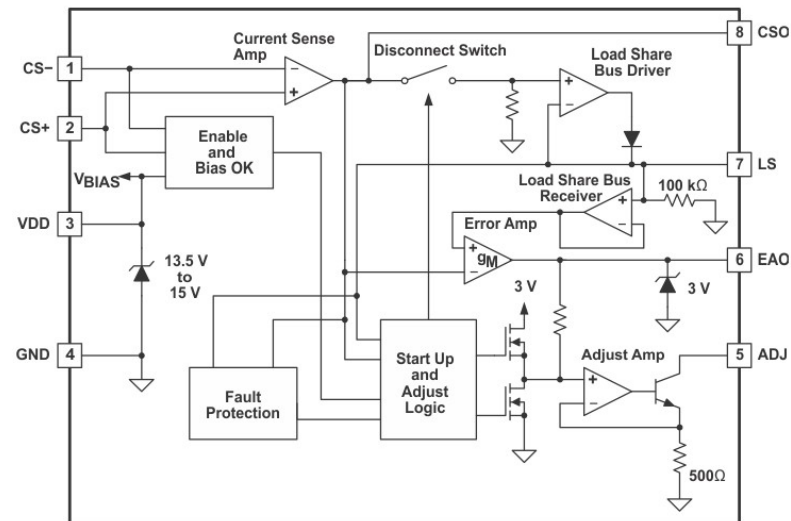 8
CSO
Current Sense
Amp
Disconnect Switch
Load Share
Bus Driver
CS−
1
−
+
+
−
CS+
2
Enable
and
Bias OK
VBIAS
7
LS
Load Share Bus
Receiver
100 kΩ
+
−
VDD
3
Error Amp
+
gM
−
6
EAO
13.5 V
to
15 V
3 V
3 V
GND
4
Start Up
and
Adjust
Logic
Fault
Protection
Adjust Amp
+
−
5
ADJ
500Ω